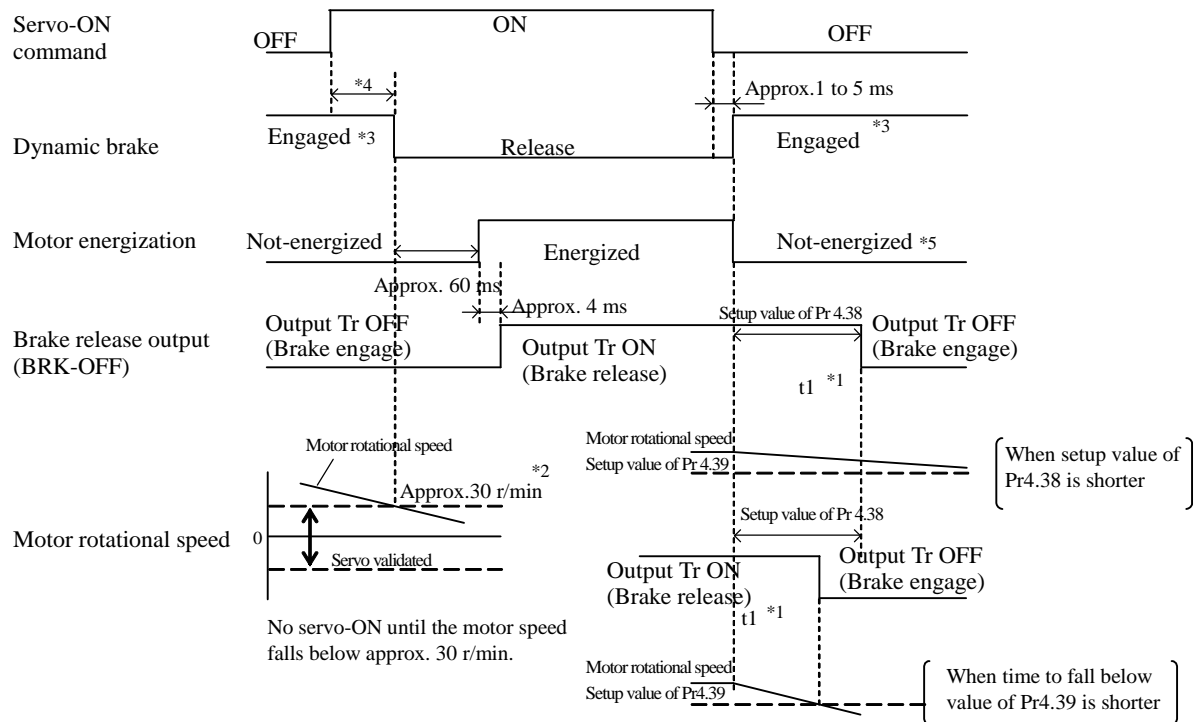 Servo-ON
command
OFF
ON
OFF
*4
Approx.1 to 5 ms
Dynamic brake
Engaged *3
Release
Engaged *3
Motor energization
Not-energized
Energized
Not-energized *5
Approx. 60 ms
Approx. 4 ms
Setup value of Pr 4.38
Brake release output
(BRK-OFF)
Output Tr OFF
(Brake engage)
Output Tr ON
(Brake release)
Output Tr OFF
(Brake engage)
t1 *1
Motor rotational speed
Setup value of Pr 4.39
When setup value of
Pr4.38 is shorter
Motor rotational speed
Approx.30 r/min *2
Motor rotational speed
0
Servo validated
No servo-ON until the motor speed
falls below approx. 30 r/min.
Setup value of Pr 4.38
Output Tr ON
(Brake release)
Output Tr OFF
(Brake engage)
t1 *1
Motor rotational speed
Setup value of Pr4.39
When time to fall below
value of Pr4.39 is shorter